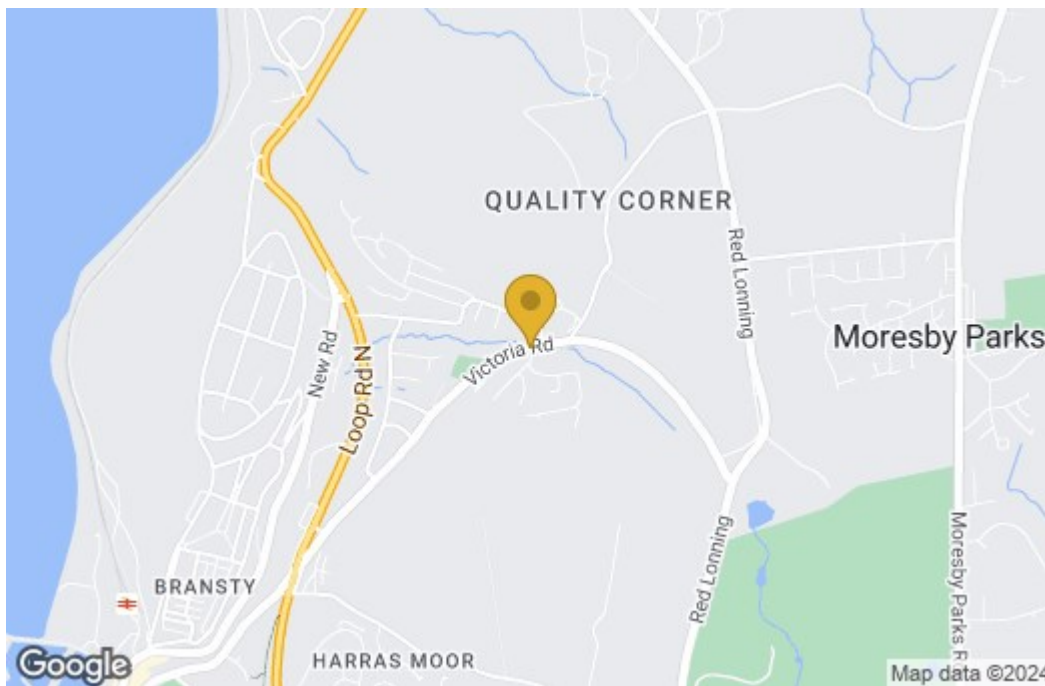 QUALITY CORNER
Red Lonning
Moresby Parks
Victoria Rd
New Rd
Loop Rd N
Red Lonning
Moresby Parks R
BRANSTY
HARRAS MOOR
Google
Map data ©2024